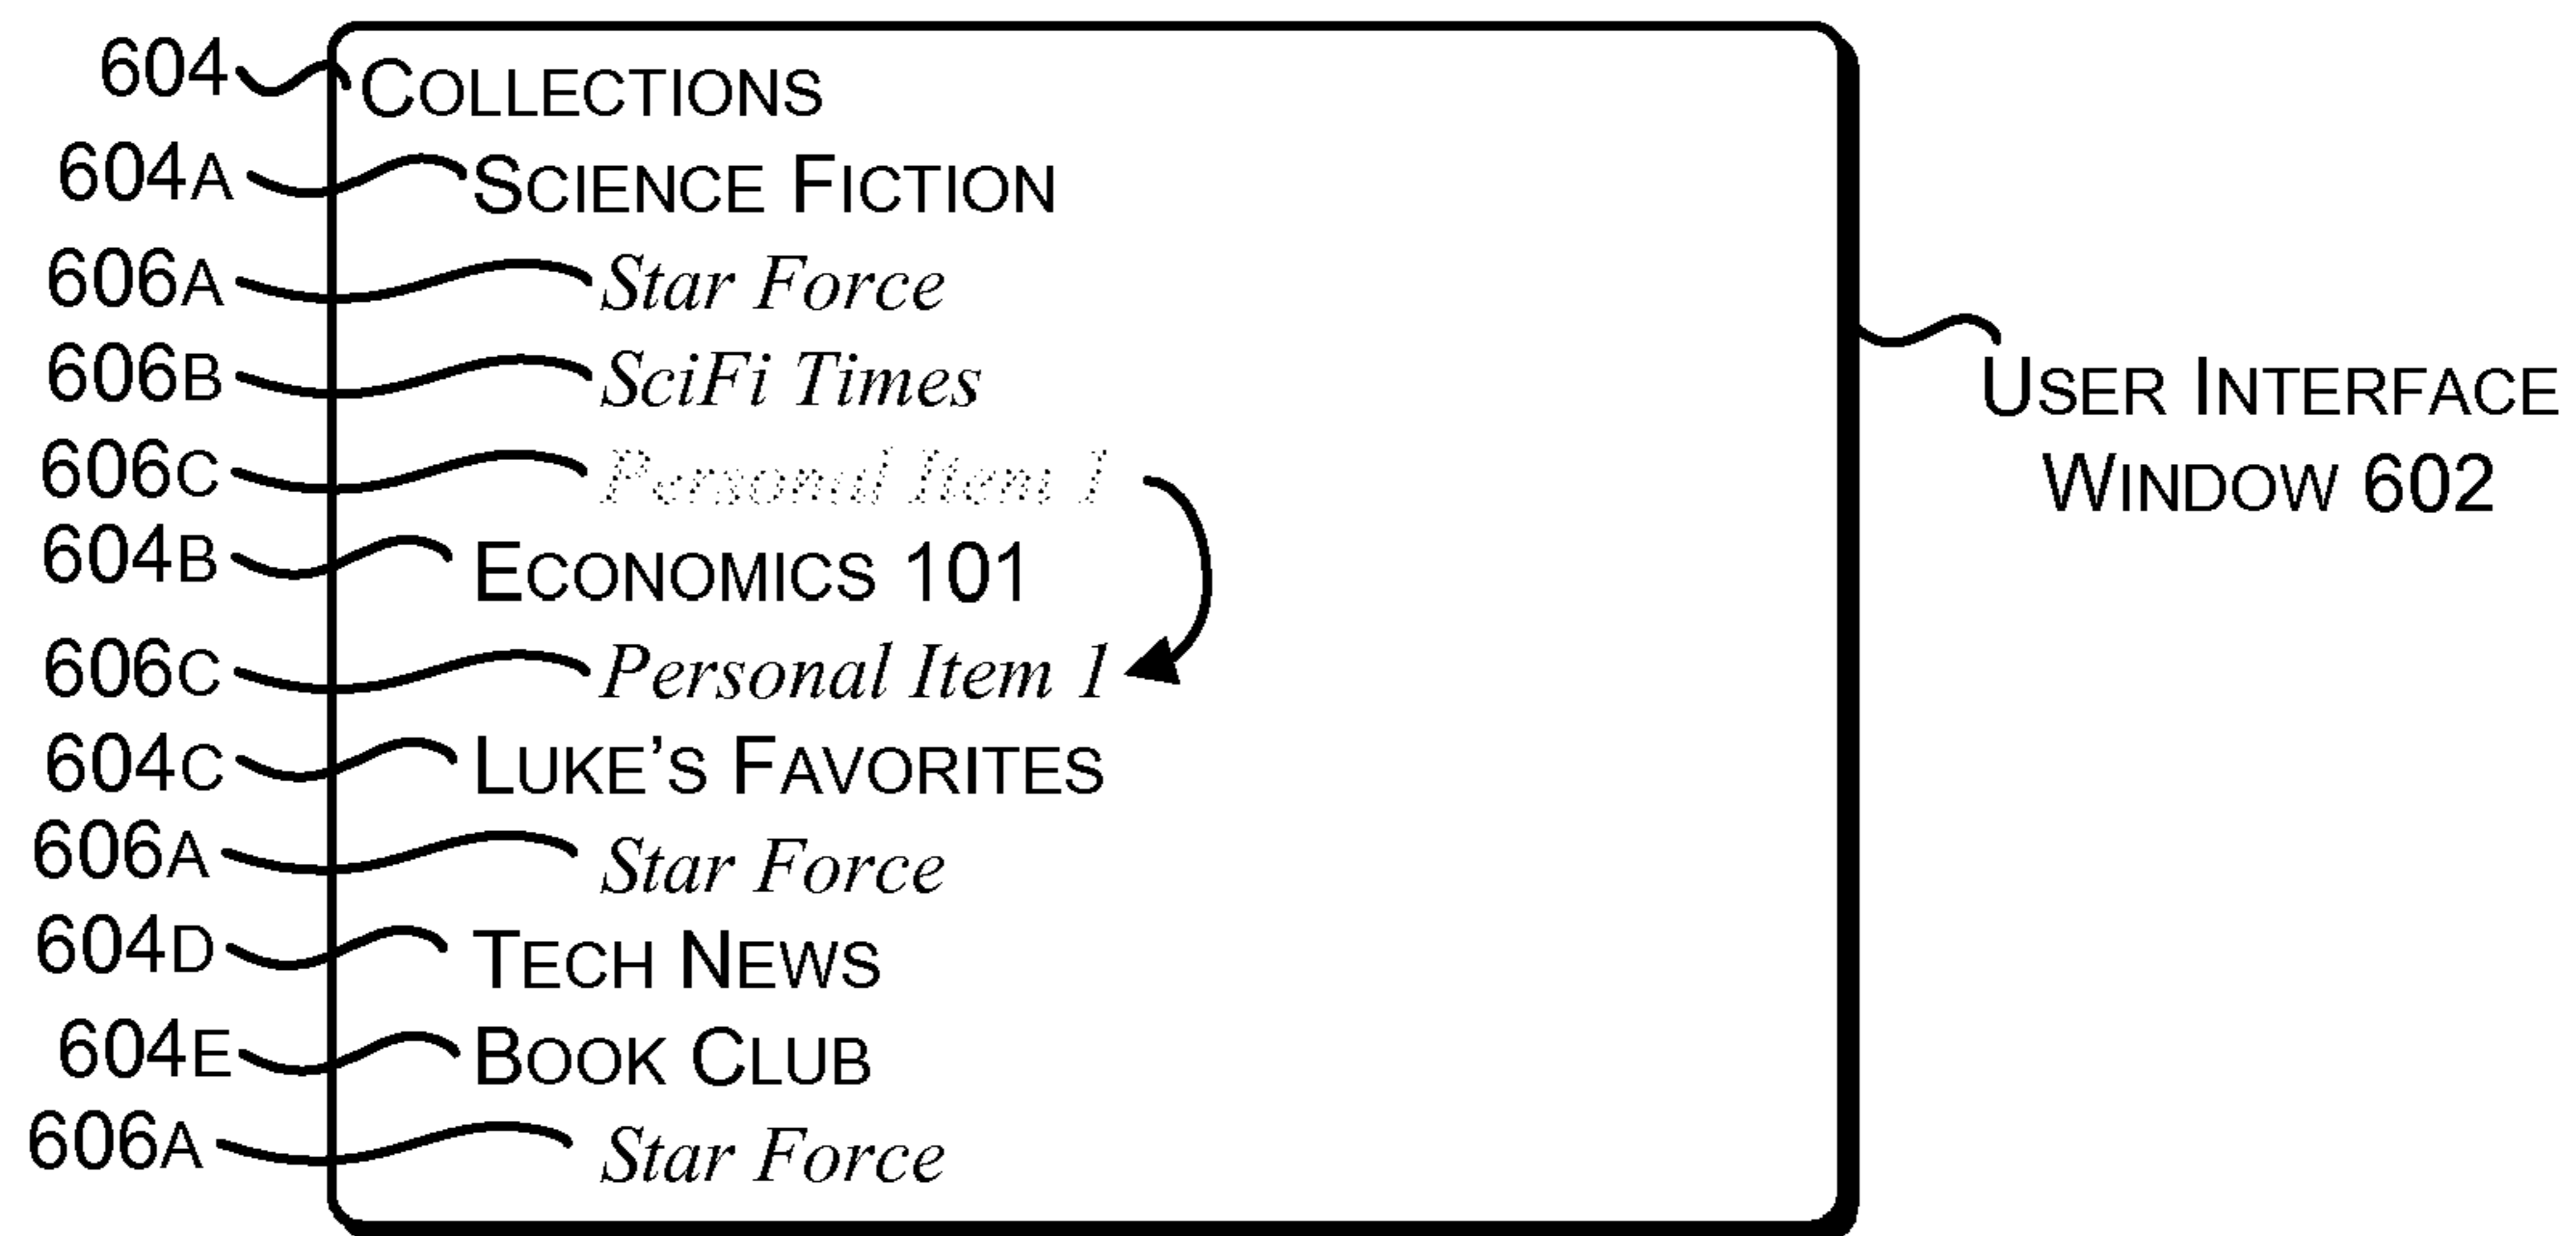 604 COLLECTIONS
604A SCIENCE FICTION
606A Star Force
606B SciFi Times
606C Personal Item 1
604B ECONOMICS 101
606C Personal Item 1
604C LUKE'S FAVORITES
606A Star Force
604D TECH NEWS
604E BOOK CLUB
606A Star Force
USER INTERFACE
WINDOW 602